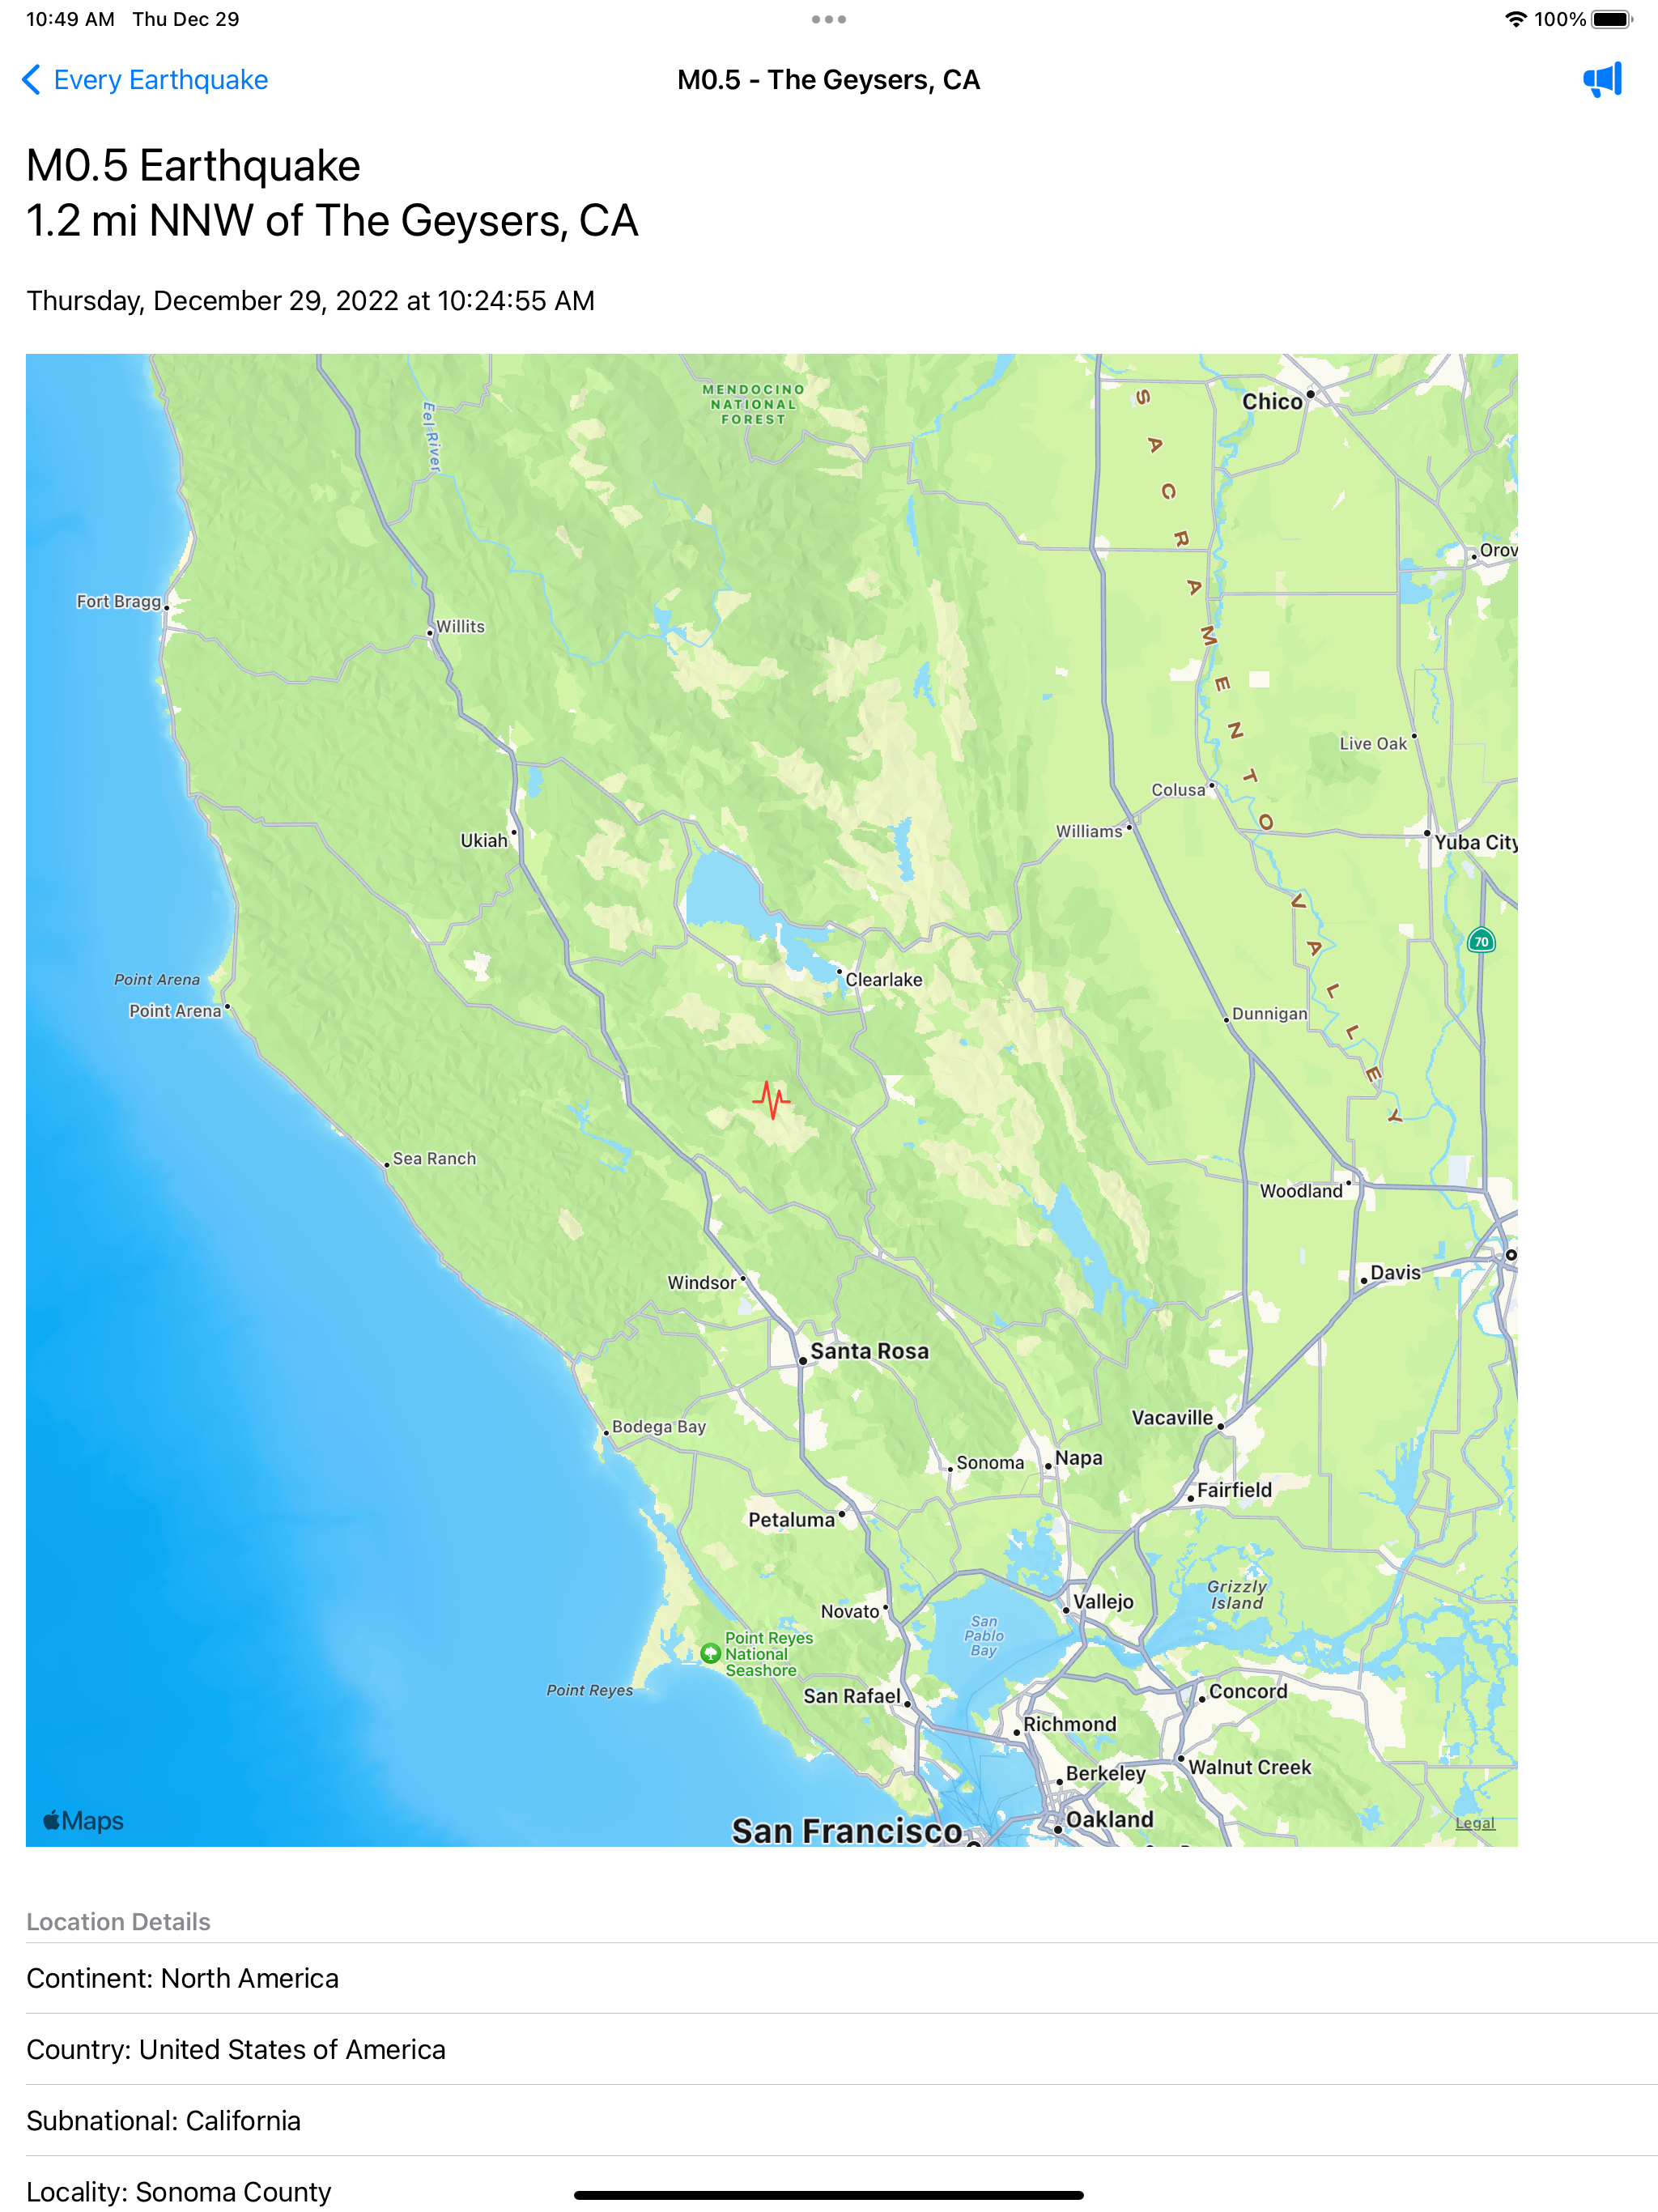 10:49 AM Thu Dec 29
100%
Every Earthquake
M0.5 - The Geysers, CA
M0.5 Earthquake
1.2 mi NNW of The Geysers, CA
Thursday, December 29, 2022 at 10:24:55 AM
MENDOCINO
NATIONAL
FOREST
Chico
Eel River
SACRAMENTO VALLEY
Orov
Fort Bragg
Willits
Live Oak
Colusa
Williams
Ukiah
Yuba City
70
Point Arena
Clearlake
Point Arena
Dunnigan
Sea Ranch
Woodland
Davis
Windsor
Santa Rosa
Vacaville
Bodega Bay
Sonoma
Napa
Fairfield
Petaluma
Grizzly
Island
Vallejo
Novato
San
Pablo
Bay
Point Reyes
National
Seashore
Point Reyes
San Rafael
Concord
Richmond
Walnut Creek
Berkeley
Maps
San Francisco
Oakland
Legal
Location Details
Continent: North America
Country: United States of America
Subnational: California
Locality: Sonoma County